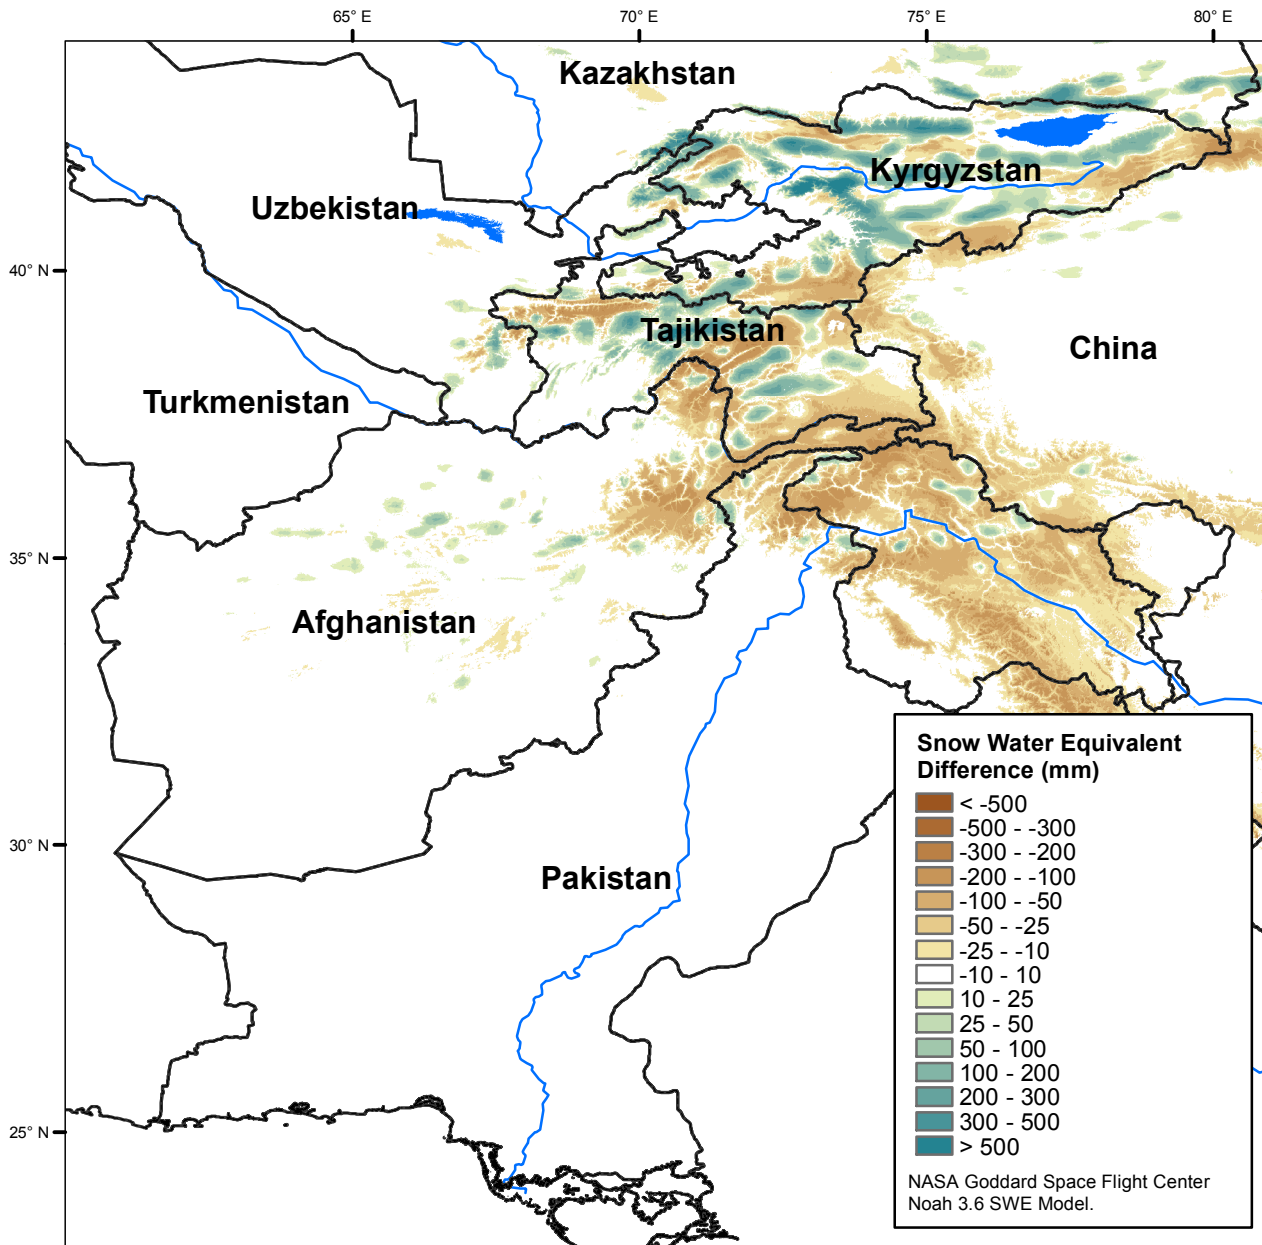 65° E
70° E
75° E
80° E
Kazakhstan
Kyrgyzstan
Uzbekistan
40° N
Tajikistan
China
Turkmenistan
35° N
Afghanistan
Snow Water Equivalent
Difference (mm)
< -500
-500 - -300
-300 - -200
-200 - -100
-100 - -50
-50 - -25
-25 - -10
-10 - 10
10 - 25
25 - 50
50 - 100
100 - 200
200 - 300
300 - 500
> 500
NASA Goddard Space Flight Center
Noah 3.6 SWE Model.
30° N
Pakistan
25° N